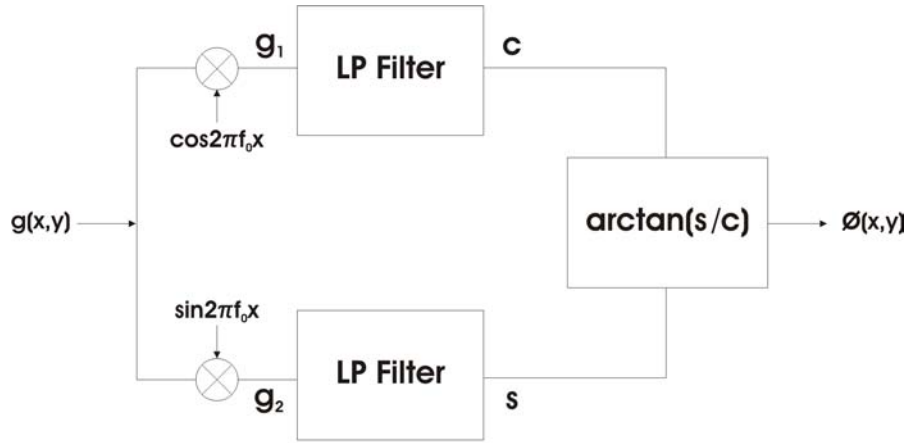 g₁
LP Filter
c
cos2πf₀x
g(x,y)
arctan(s/c)
Ø(x,y)
sin2πf₀x
LP Filter
g₂
s